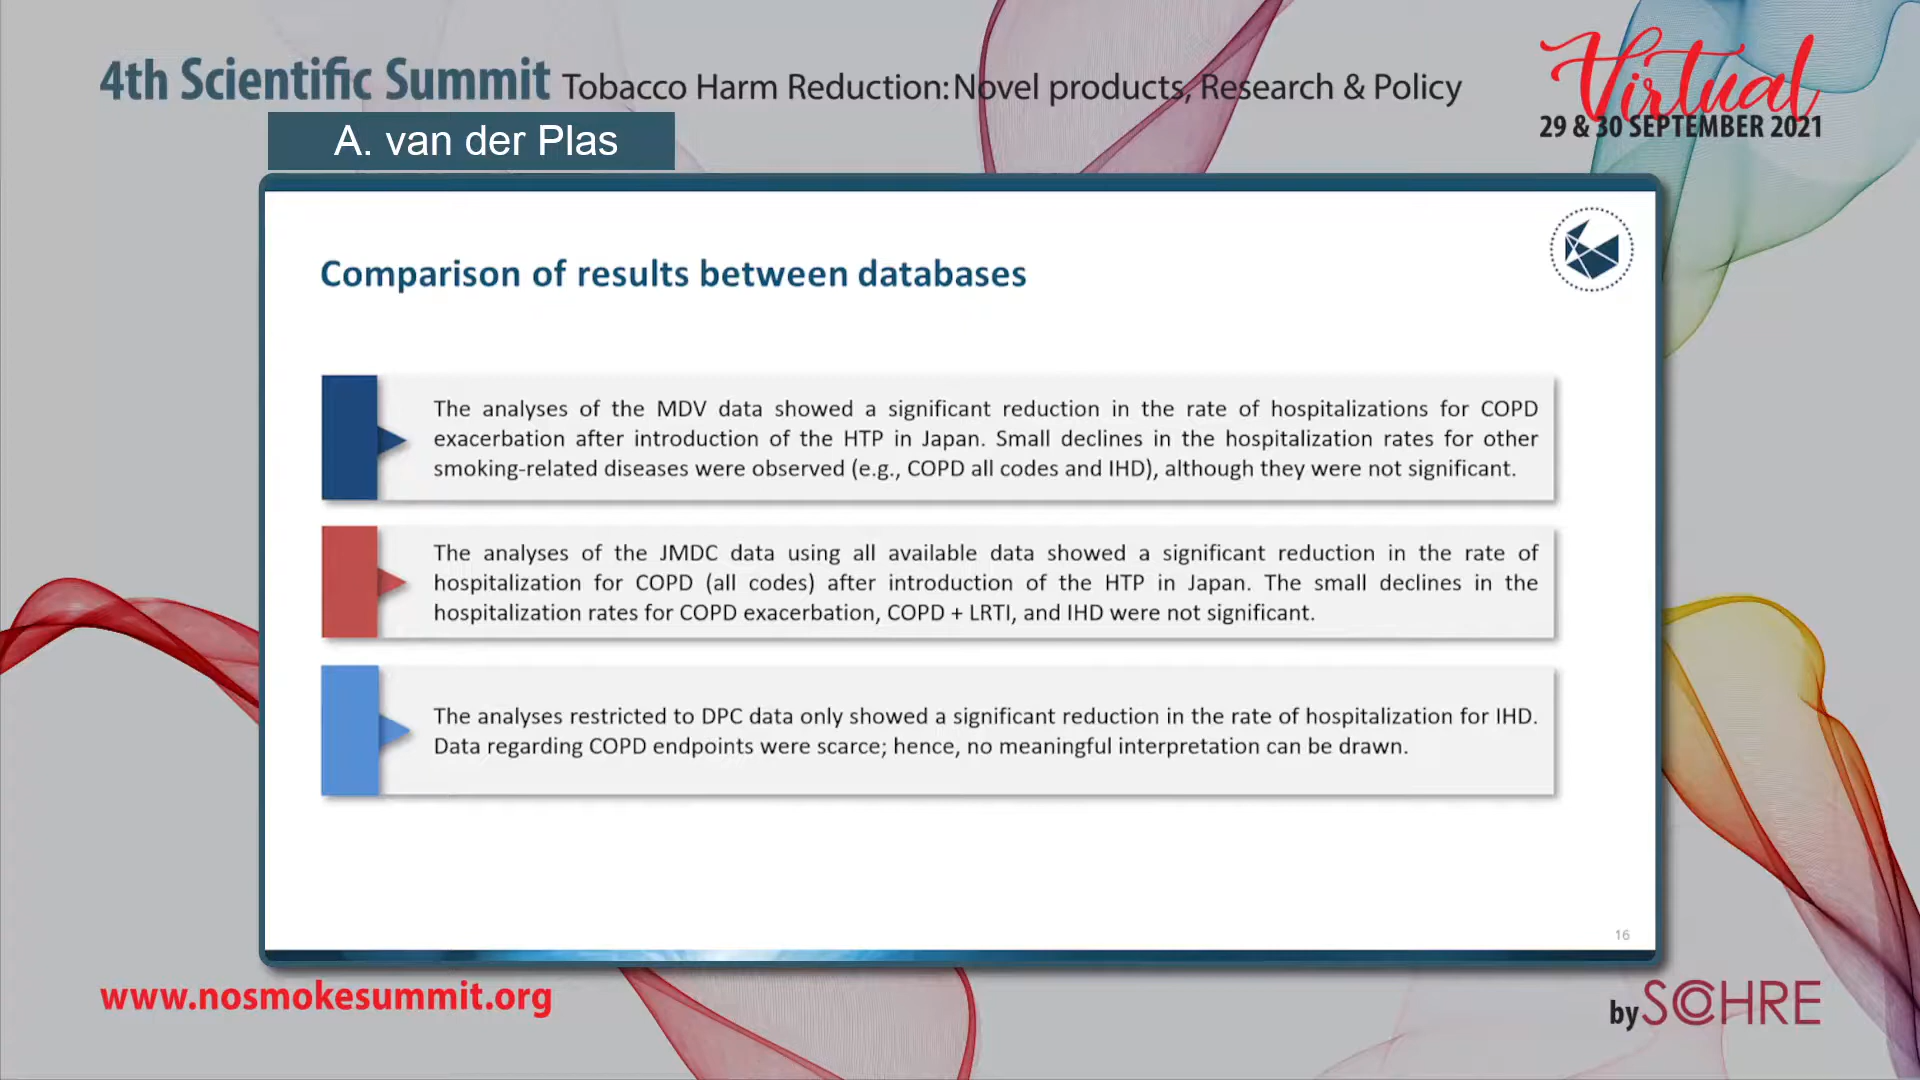 4th Scientific Summit Tobacco Harm Reduction: Novel products, Research & Policy
Virtual
29 & 30 SEPTEMBER 2021
A. van der Plas
Comparison of results between databases
The analyses of the MDV data showed a significant reduction in the rate of hospitalizations for COPD
exacerbation after introduction of the HTP in Japan. Small declines in the hospitalization rates for other
smoking-related diseases were observed (e.g., COPD all codes and IHD), although they were not significant.
The analyses of the JMDC data using all available data showed a significant reduction in the rate of
hospitalization for COPD (all codes) after introduction of the HTP in Japan. The small declines in the
hospitalization rates for COPD exacerbation, COPD + LRTI, and IHD were not significant.
The analyses restricted to DPC data only showed a significant reduction in the rate of hospitalization for IHD.
Data regarding COPD endpoints were scarce; hence, no meaningful interpretation can be drawn.
16
www.nosmokesummit.org
by SCOHRE